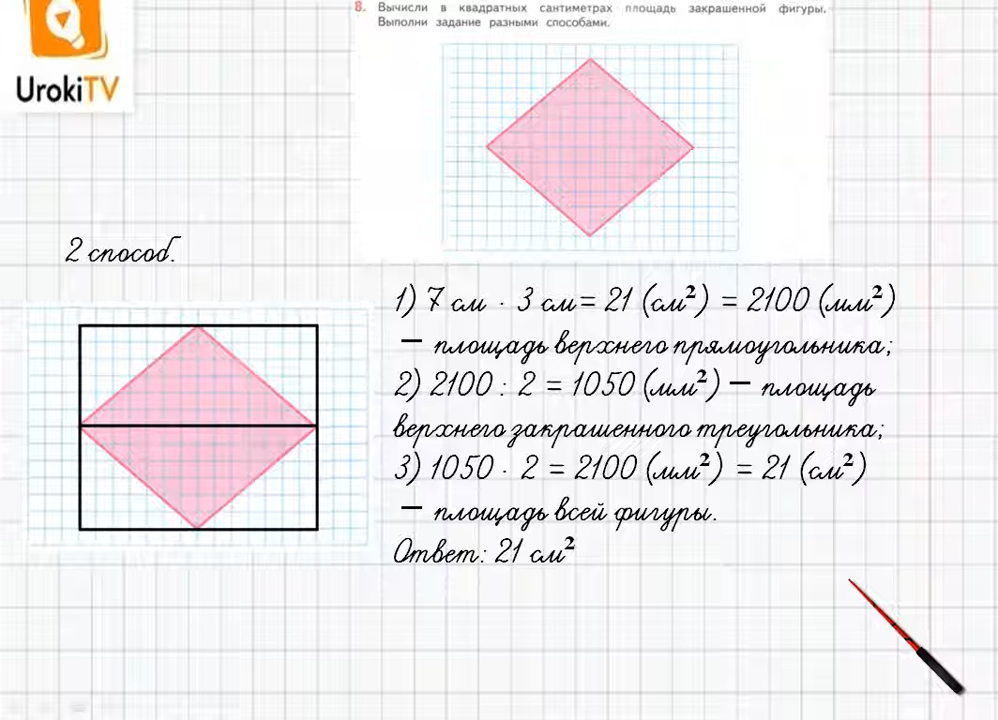 8. Вычисли в квадратных сантиметрах площадь закрашенной фигуры.
Выполни задание разными способами.
UrokiTV
2 способ.
1) 7 см · 3 см = 21 (см²) = 2100 (мм²)
— площадь верхнего прямоугольника;
2) 2100 : 2 = 1050 (мм²) — площадь
верхнего закрашенного треугольника;
3) 1050 · 2 = 2100 (мм²) = 21 (см²)
— площадь всей фигуры.
Ответ: 21 см²